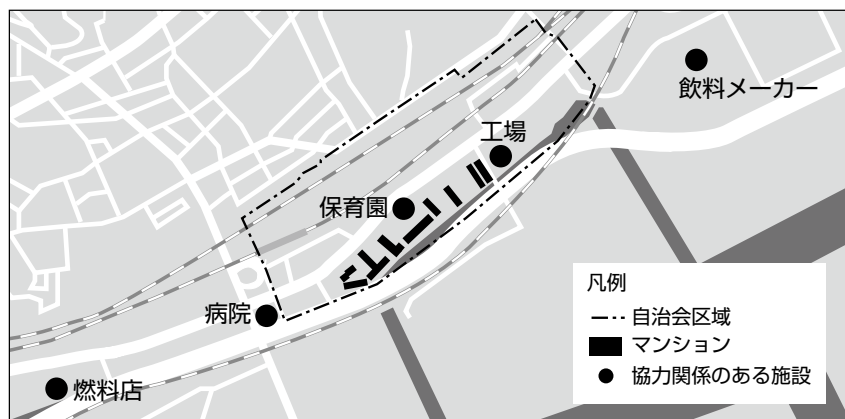 飲料メーカー
工場
保育園
病院
燃料店
凡例
自治会区域
マンション
協力関係のある施設